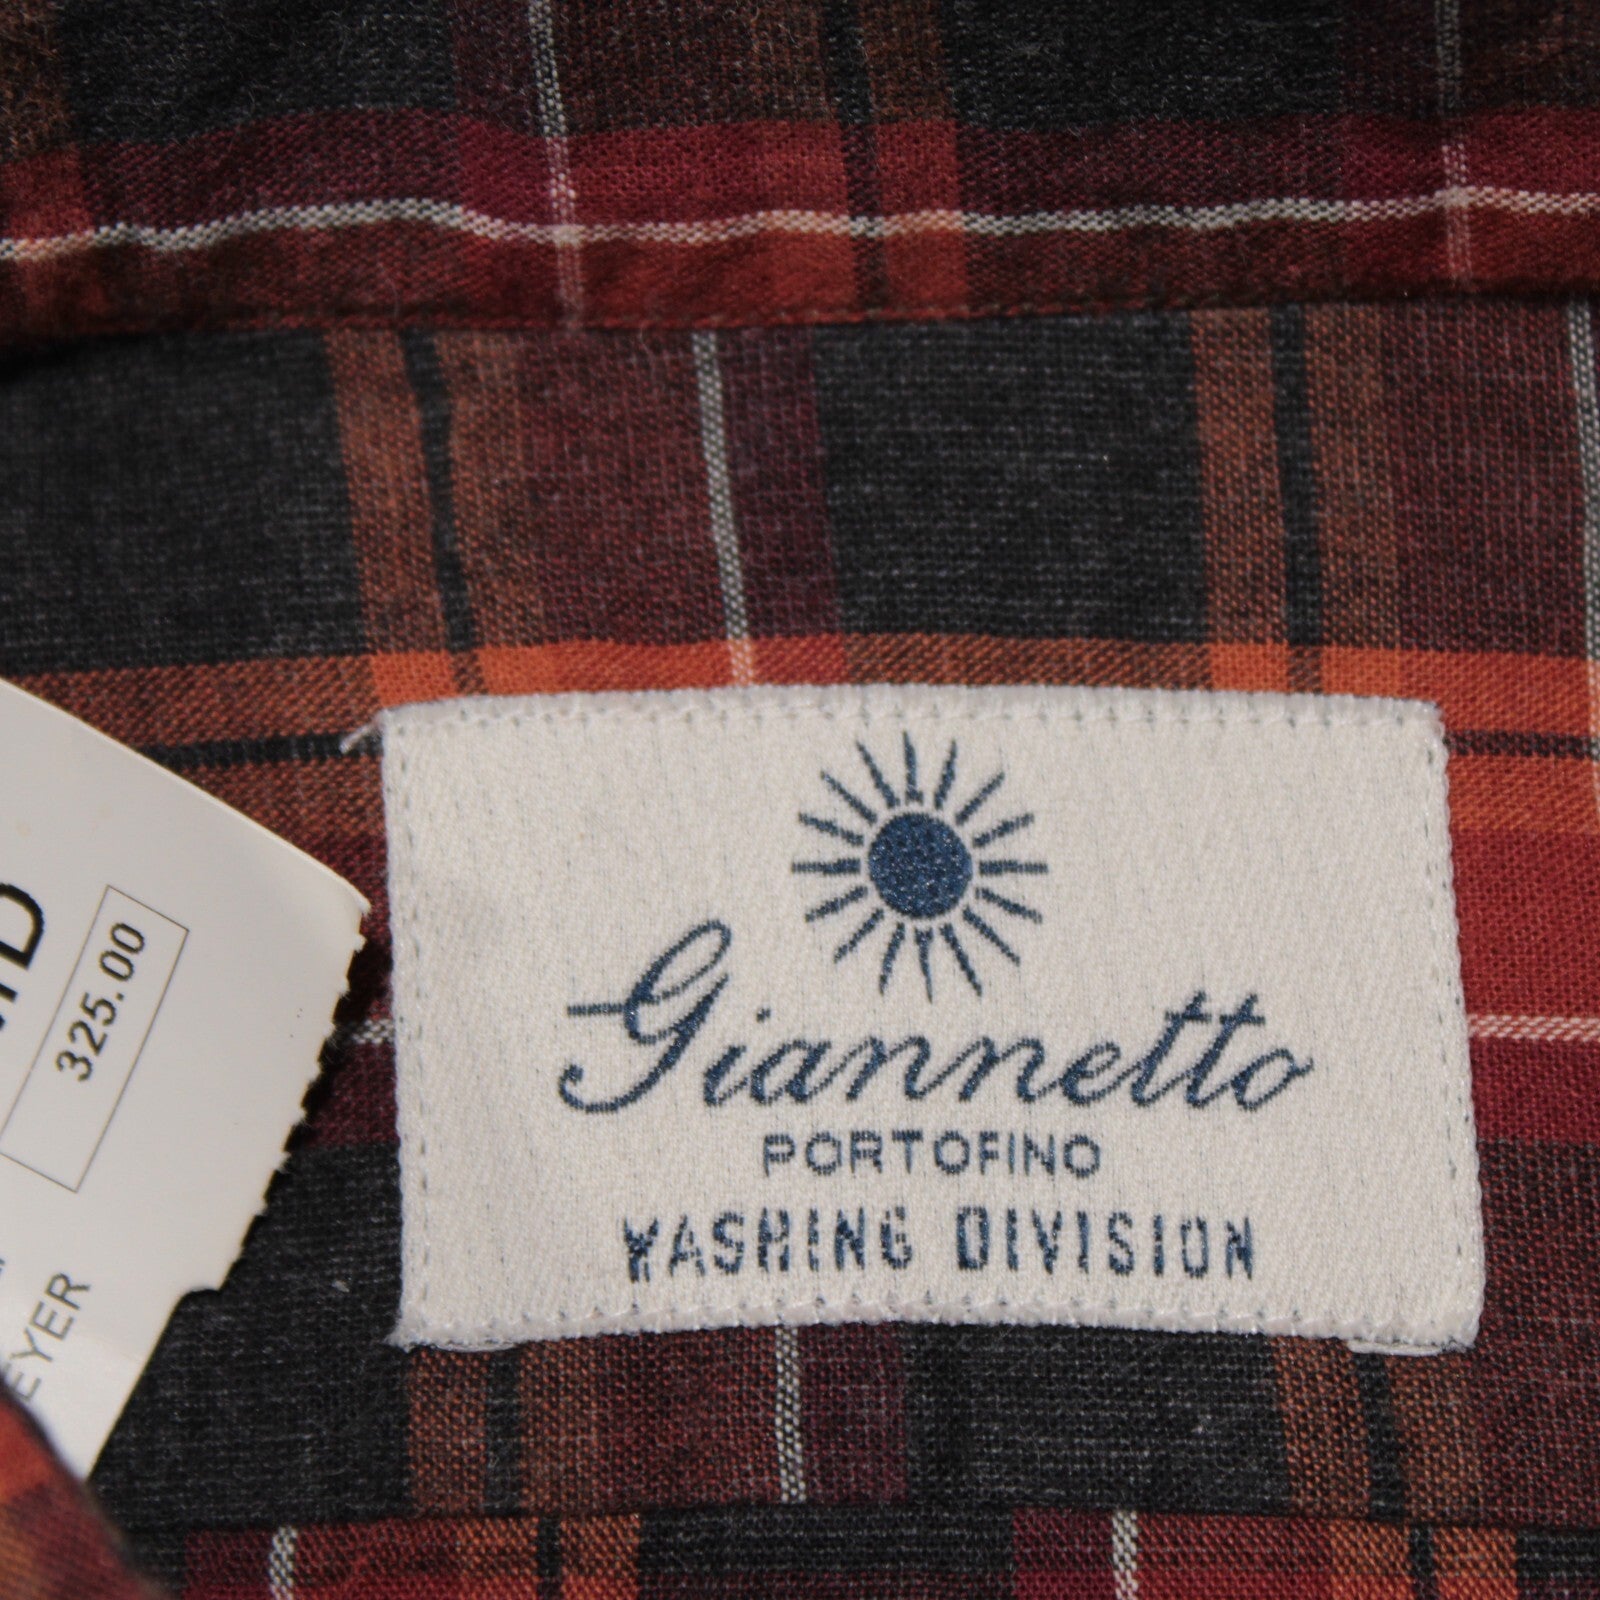 Giannetto
PORTOFINO
WASHING DIVISION
325.00